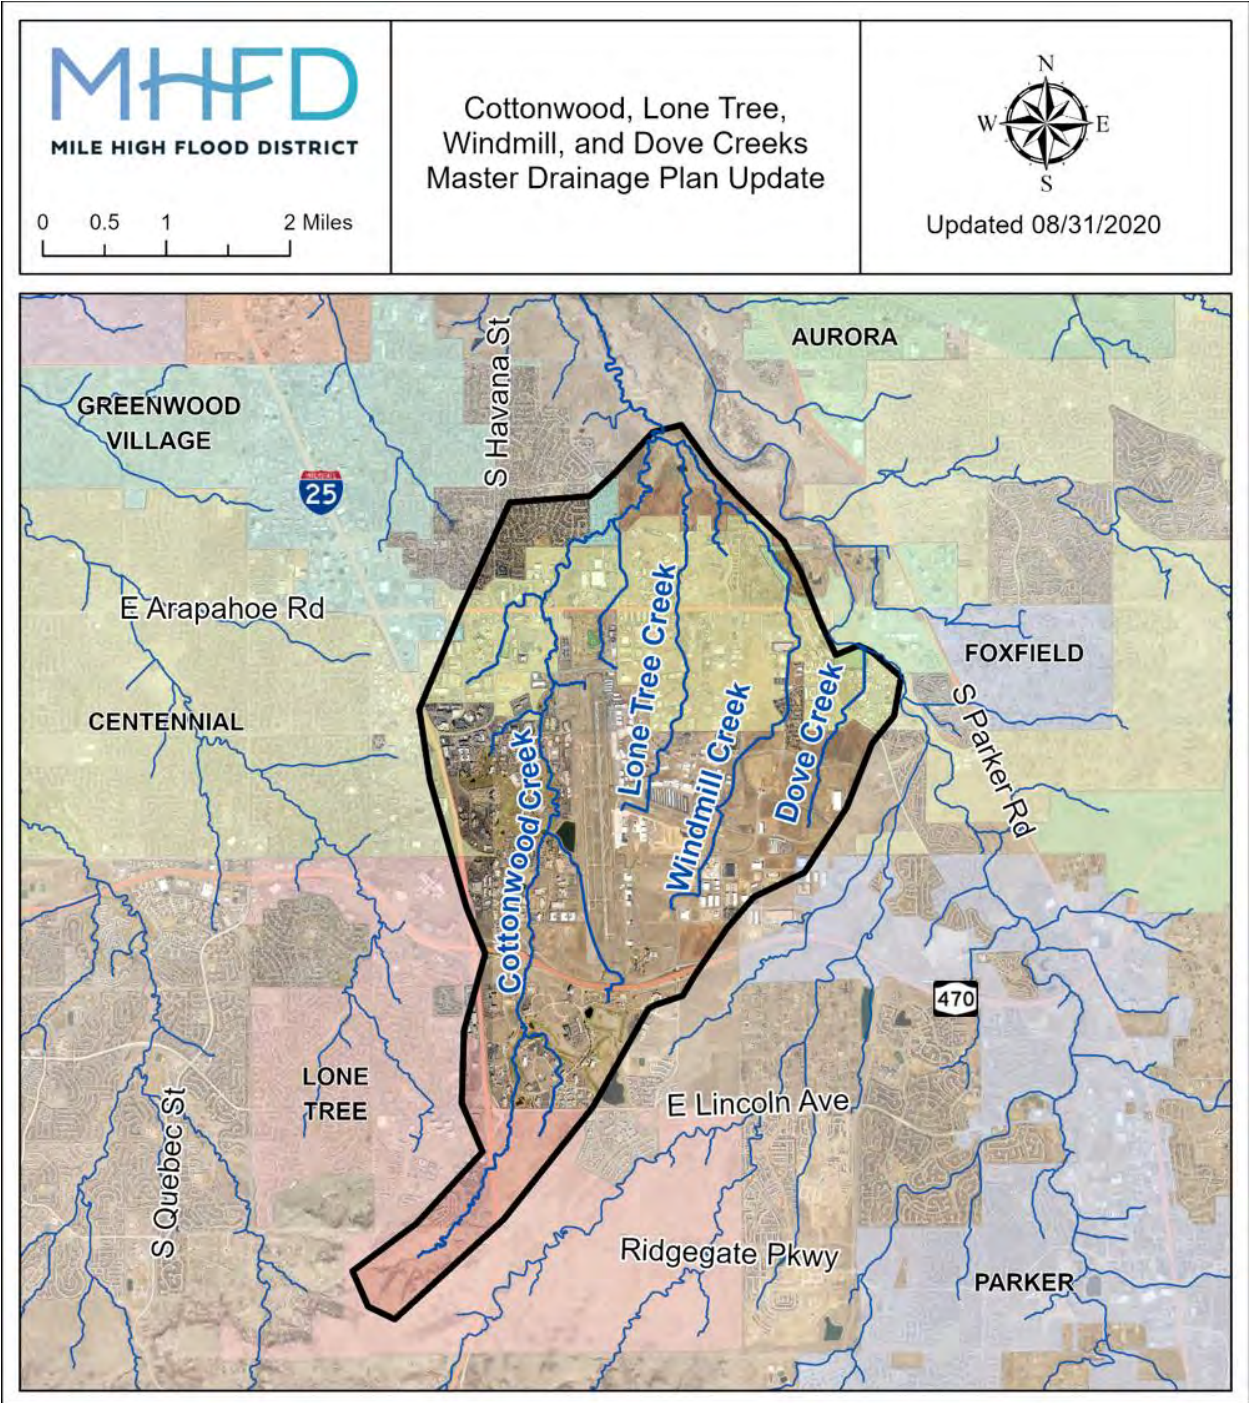 MHFD
MILE HIGH FLOOD DISTRICT
0 0.5 1 2 Miles
Cottonwood, Lone Tree,
Windmill, and Dove Creeks
Master Drainage Plan Update
N
W E
S
Updated 08/31/2020
AURORA
S Havana St
GREENWOOD
VILLAGE
25
E Arapahoe Rd
FOXFIELD
CENTENNIAL
Lone Tree Creek
Windmill Creek
Dove Creek
S Parker Rd
Cottonwood Creek
470
LONE
TREE
E Lincoln Ave
S Quebec St
Ridgegate Pkwy
PARKER